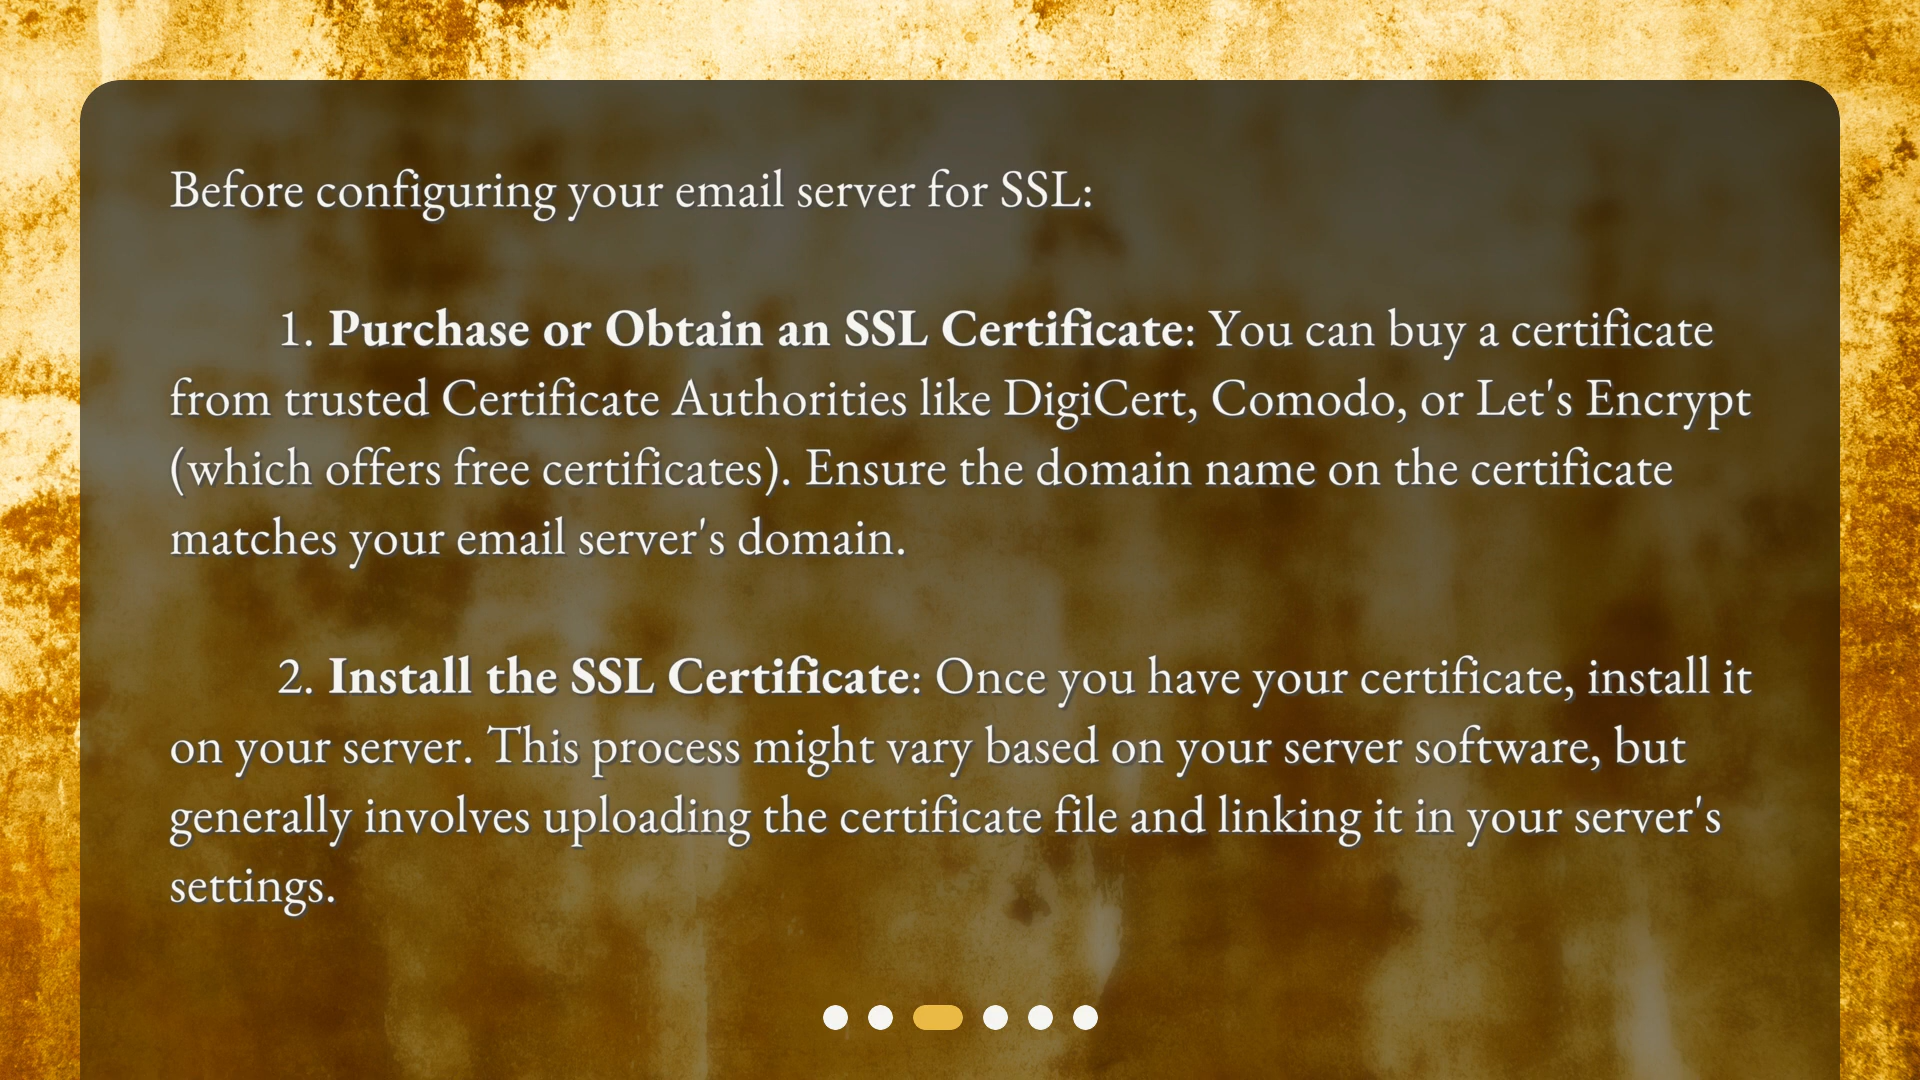 Before configuring your email server for SSL:
1. Purchase or Obtain an SSL Certificate: You can buy a certificate
from trusted Certificate Authorities like DigiCert, Comodo, or Let's Encrypt
(which offers free certificates). Ensure the domain name on the certificate
matches your email server's domain.
2. Install the SSL Certificate: Once you have your certificate, install it
on your server. This process might vary based on your server software, but
generally involves uploading the certificate file and linking it in your server's
settings.